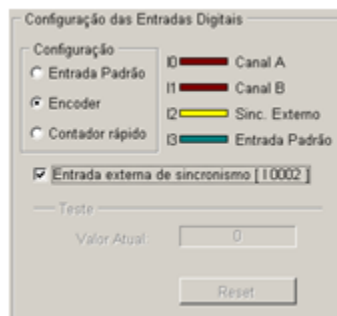 Configuração das Entradas Digitais
Configuração
Entrada Padrão
Encoder
Contador rápido
I0 Canal A
I1 Canal B
I2 Sinc. Externo
I3 Entrada Padrão
Entrada externa de sincronismo [ I0002 ]
Teste
Valor Atual: 0
Reset